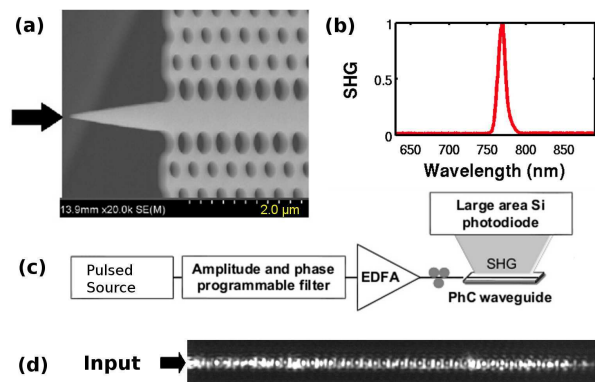 (a)
13.9mm x20.0k SE(M)
2.0 µm
(b)
SHG
1
0.5
0
650 700 750 800 850
Wavelength (nm)
(c)
Pulsed
Source
Amplitude and phase
programmable filter
EDFA
Large area Si
photodiode
SHG
PhC waveguide
(d)
Input